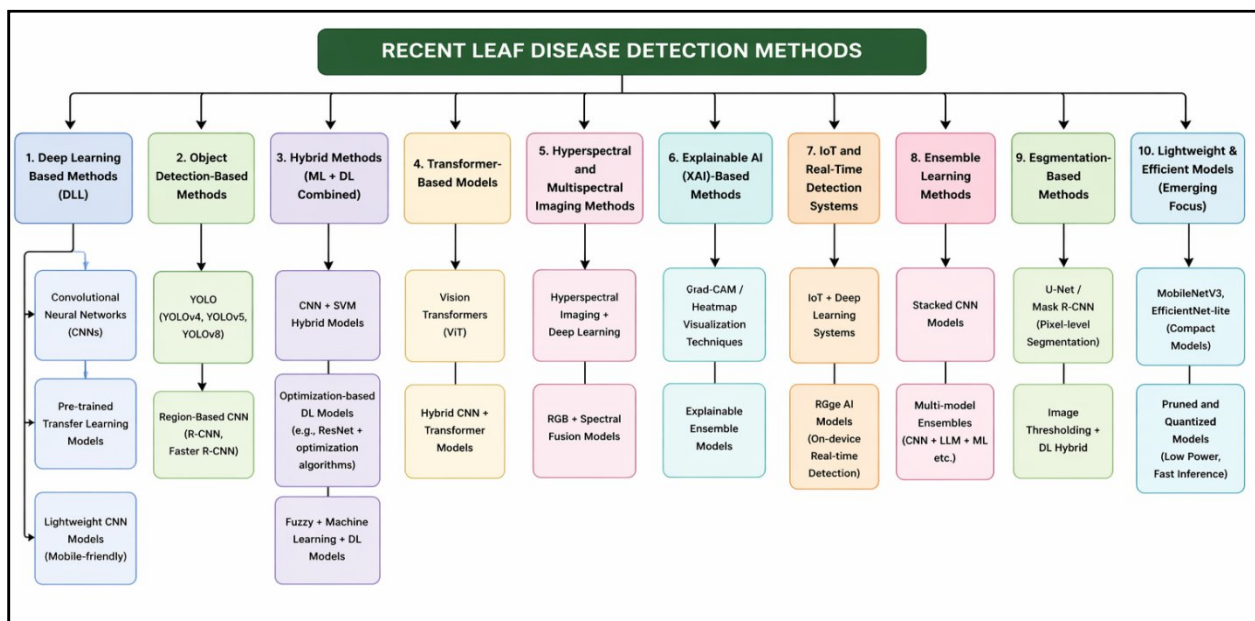 RECENT LEAF DISEASE DETECTION METHODS
1. Deep Learning
Based Methods
(DLL)
Convolutional
Neural Networks
(CNNs)
Pre-trained
Transfer Learning
Models
Lightweight CNN
Models
(Mobile-friendly)
2. Object
Detection-Based
Methods
YOLO
(YOLOv4, YOLOv5,
YOLOv8)
Region-Based CNN
(R-CNN,
Faster R-CNN)
3. Hybrid Methods
(ML + DL
Combined)
CNN + SVM
Hybrid Models
Optimization-based
DL Models
(e.g., ResNet +
optimization
algorithms)
Fuzzy + Machine
Learning + DL
Models
4. Transformer-
Based Models
Vision
Transformers
(ViT)
Hybrid CNN +
Transformer
Models
5. Hyperspectral
and
Multispectral
Imaging Methods
Hyperspectral
Imaging +
Deep Learning
RGB + Spectral
Fusion Models
6. Explainable AI
(XAI)-Based
Methods
Grad-CAM /
Heatmap
Visualization
Techniques
Explainable
Ensemble
Models
7. IoT and
Real-Time
Detection
Systems
IoT + Deep
Learning
Systems
RGge AI
Models
(On-device
Real-time
Detection)
8. Ensemble
Learning
Methods
Stacked CNN
Models
Multi-model
Ensembles
(CNN + LLM + ML
etc.)
9. Esgmentation-
Based Methods
U-Net /
Mask R-CNN
(Pixel-level
Segmentation)
Image
Thresholding +
DL Hybrid
10. Lightweight &
Efficient Models
(Emerging
Focus)
MobileNetV3,
EfficientNet-lite
(Compact
Models)
Pruned and
Quantized
Models
(Low Power,
Fast Inference)